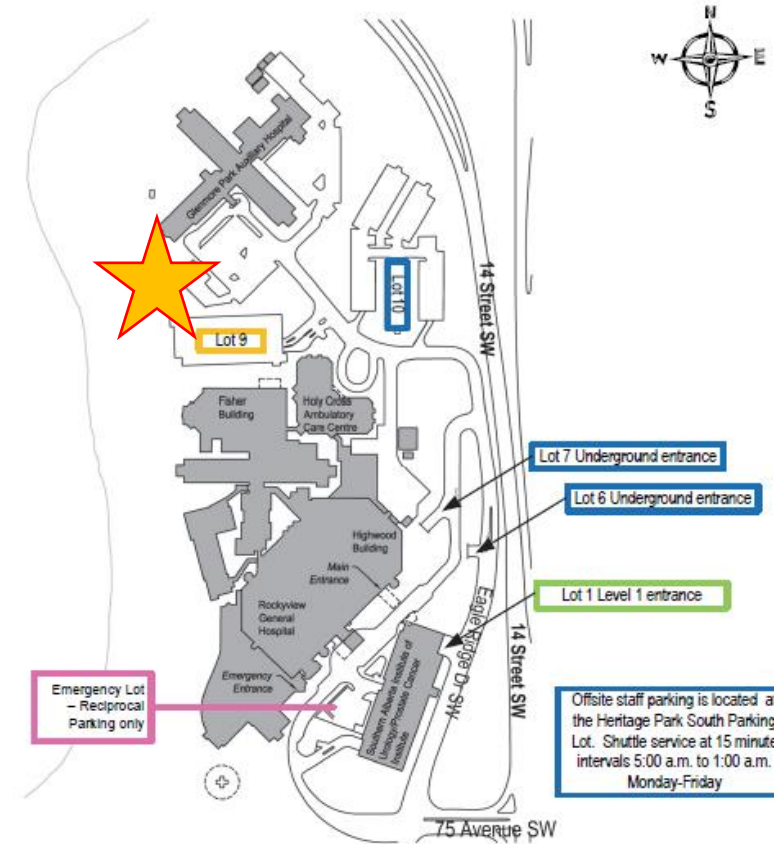 N
W
E
S
Glenmore Park Auxiliary Hospital
14 Street SW
Lot 10
Lot 9
Fisher
Building
Holy Cross
Ambulatory
Care Centre
Lot 7 Underground entrance
Lot 6 Underground entrance
Highwood
Building
Main
Entrance
Lot 1 Level 1 entrance
Rockyview
General
Hospital
Eagle Ridge Dr SW
14 Street SW
Emergency
Entrance
Southern Alberta Institute of
Urology/Prostate Cancer
Institute
Emergency Lot
– Reciprocal
Parking only
Offsite staff parking is located at
the Heritage Park South Parking
Lot. Shuttle service at 15 minute
intervals 5:00 a.m. to 1:00 a.m.
Monday-Friday
75 Avenue SW